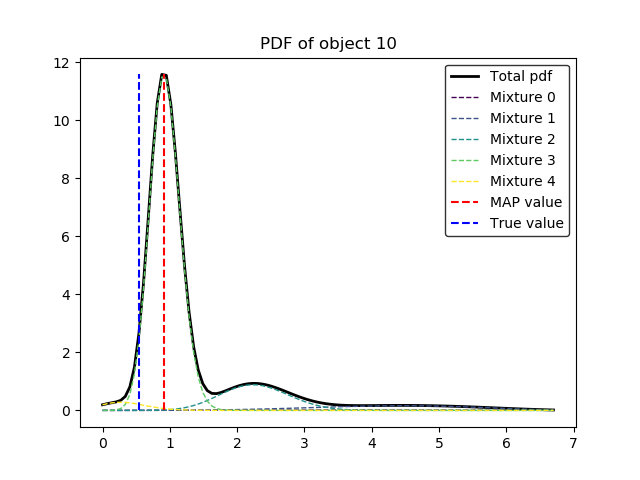 PDF of object 10
12
10
8
6
4
2
0
0 1 2 3 4 5 6 7
Total pdf
Mixture 0
Mixture 1
Mixture 2
Mixture 3
Mixture 4
MAP value
True value